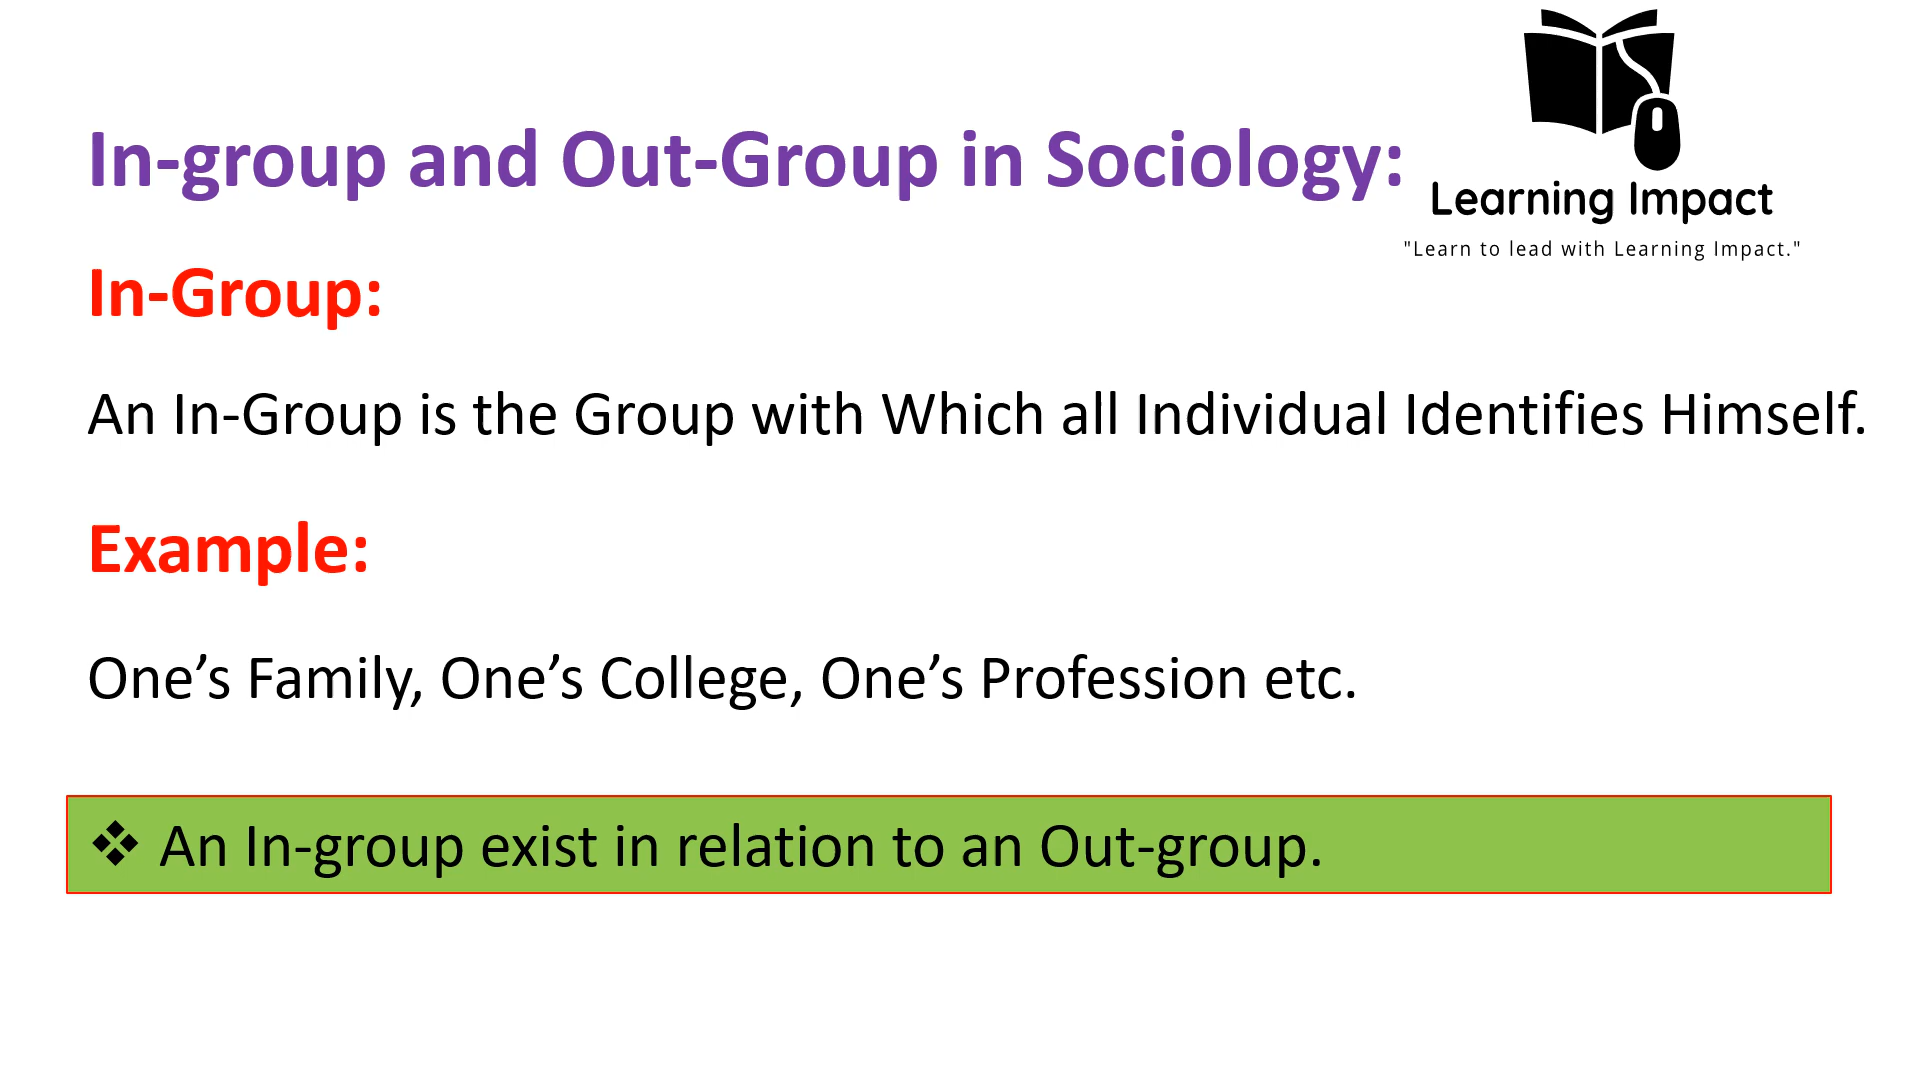 In-group and Out-Group in Sociology:
Learning Impact
"Learn to lead with Learning Impact."
In-Group:
An In-Group is the Group with Which all Individual Identifies Himself.
Example:
One’s Family, One’s College, One’s Profession etc.
❖ An In-group exist in relation to an Out-group.